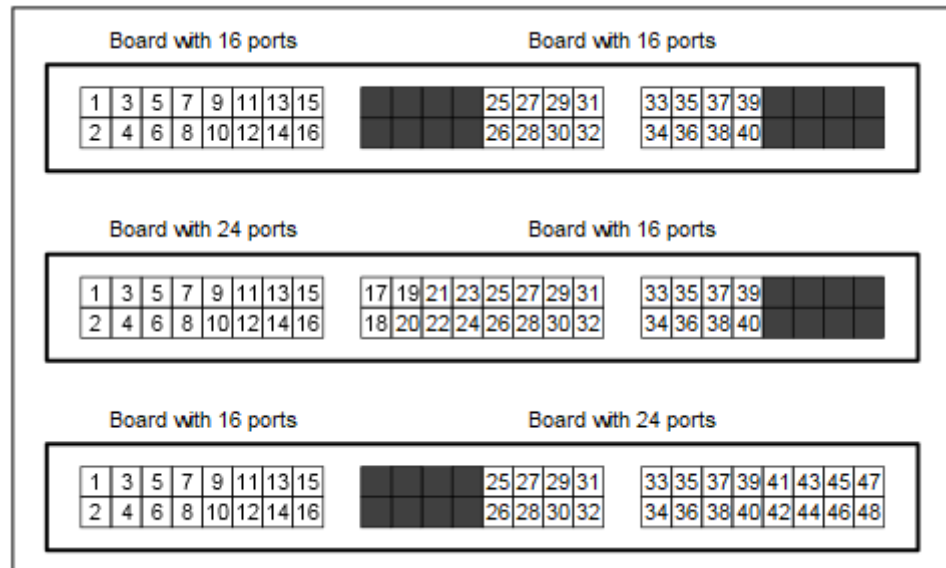 Board with 16 ports Board with 16 ports
1 3 5 7 9 11 13 15 25 27 29 31 33 35 37 39
2 4 6 8 10 12 14 16 26 28 30 32 34 36 38 40
Board with 24 ports Board with 16 ports
1 3 5 7 9 11 13 15 17 19 21 23 25 27 29 31 33 35 37 39
2 4 6 8 10 12 14 16 18 20 22 24 26 28 30 32 34 36 38 40
Board with 16 ports Board with 24 ports
1 3 5 7 9 11 13 15 25 27 29 31 33 35 37 39 41 43 45 47
2 4 6 8 10 12 14 16 26 28 30 32 34 36 38 40 42 44 46 48